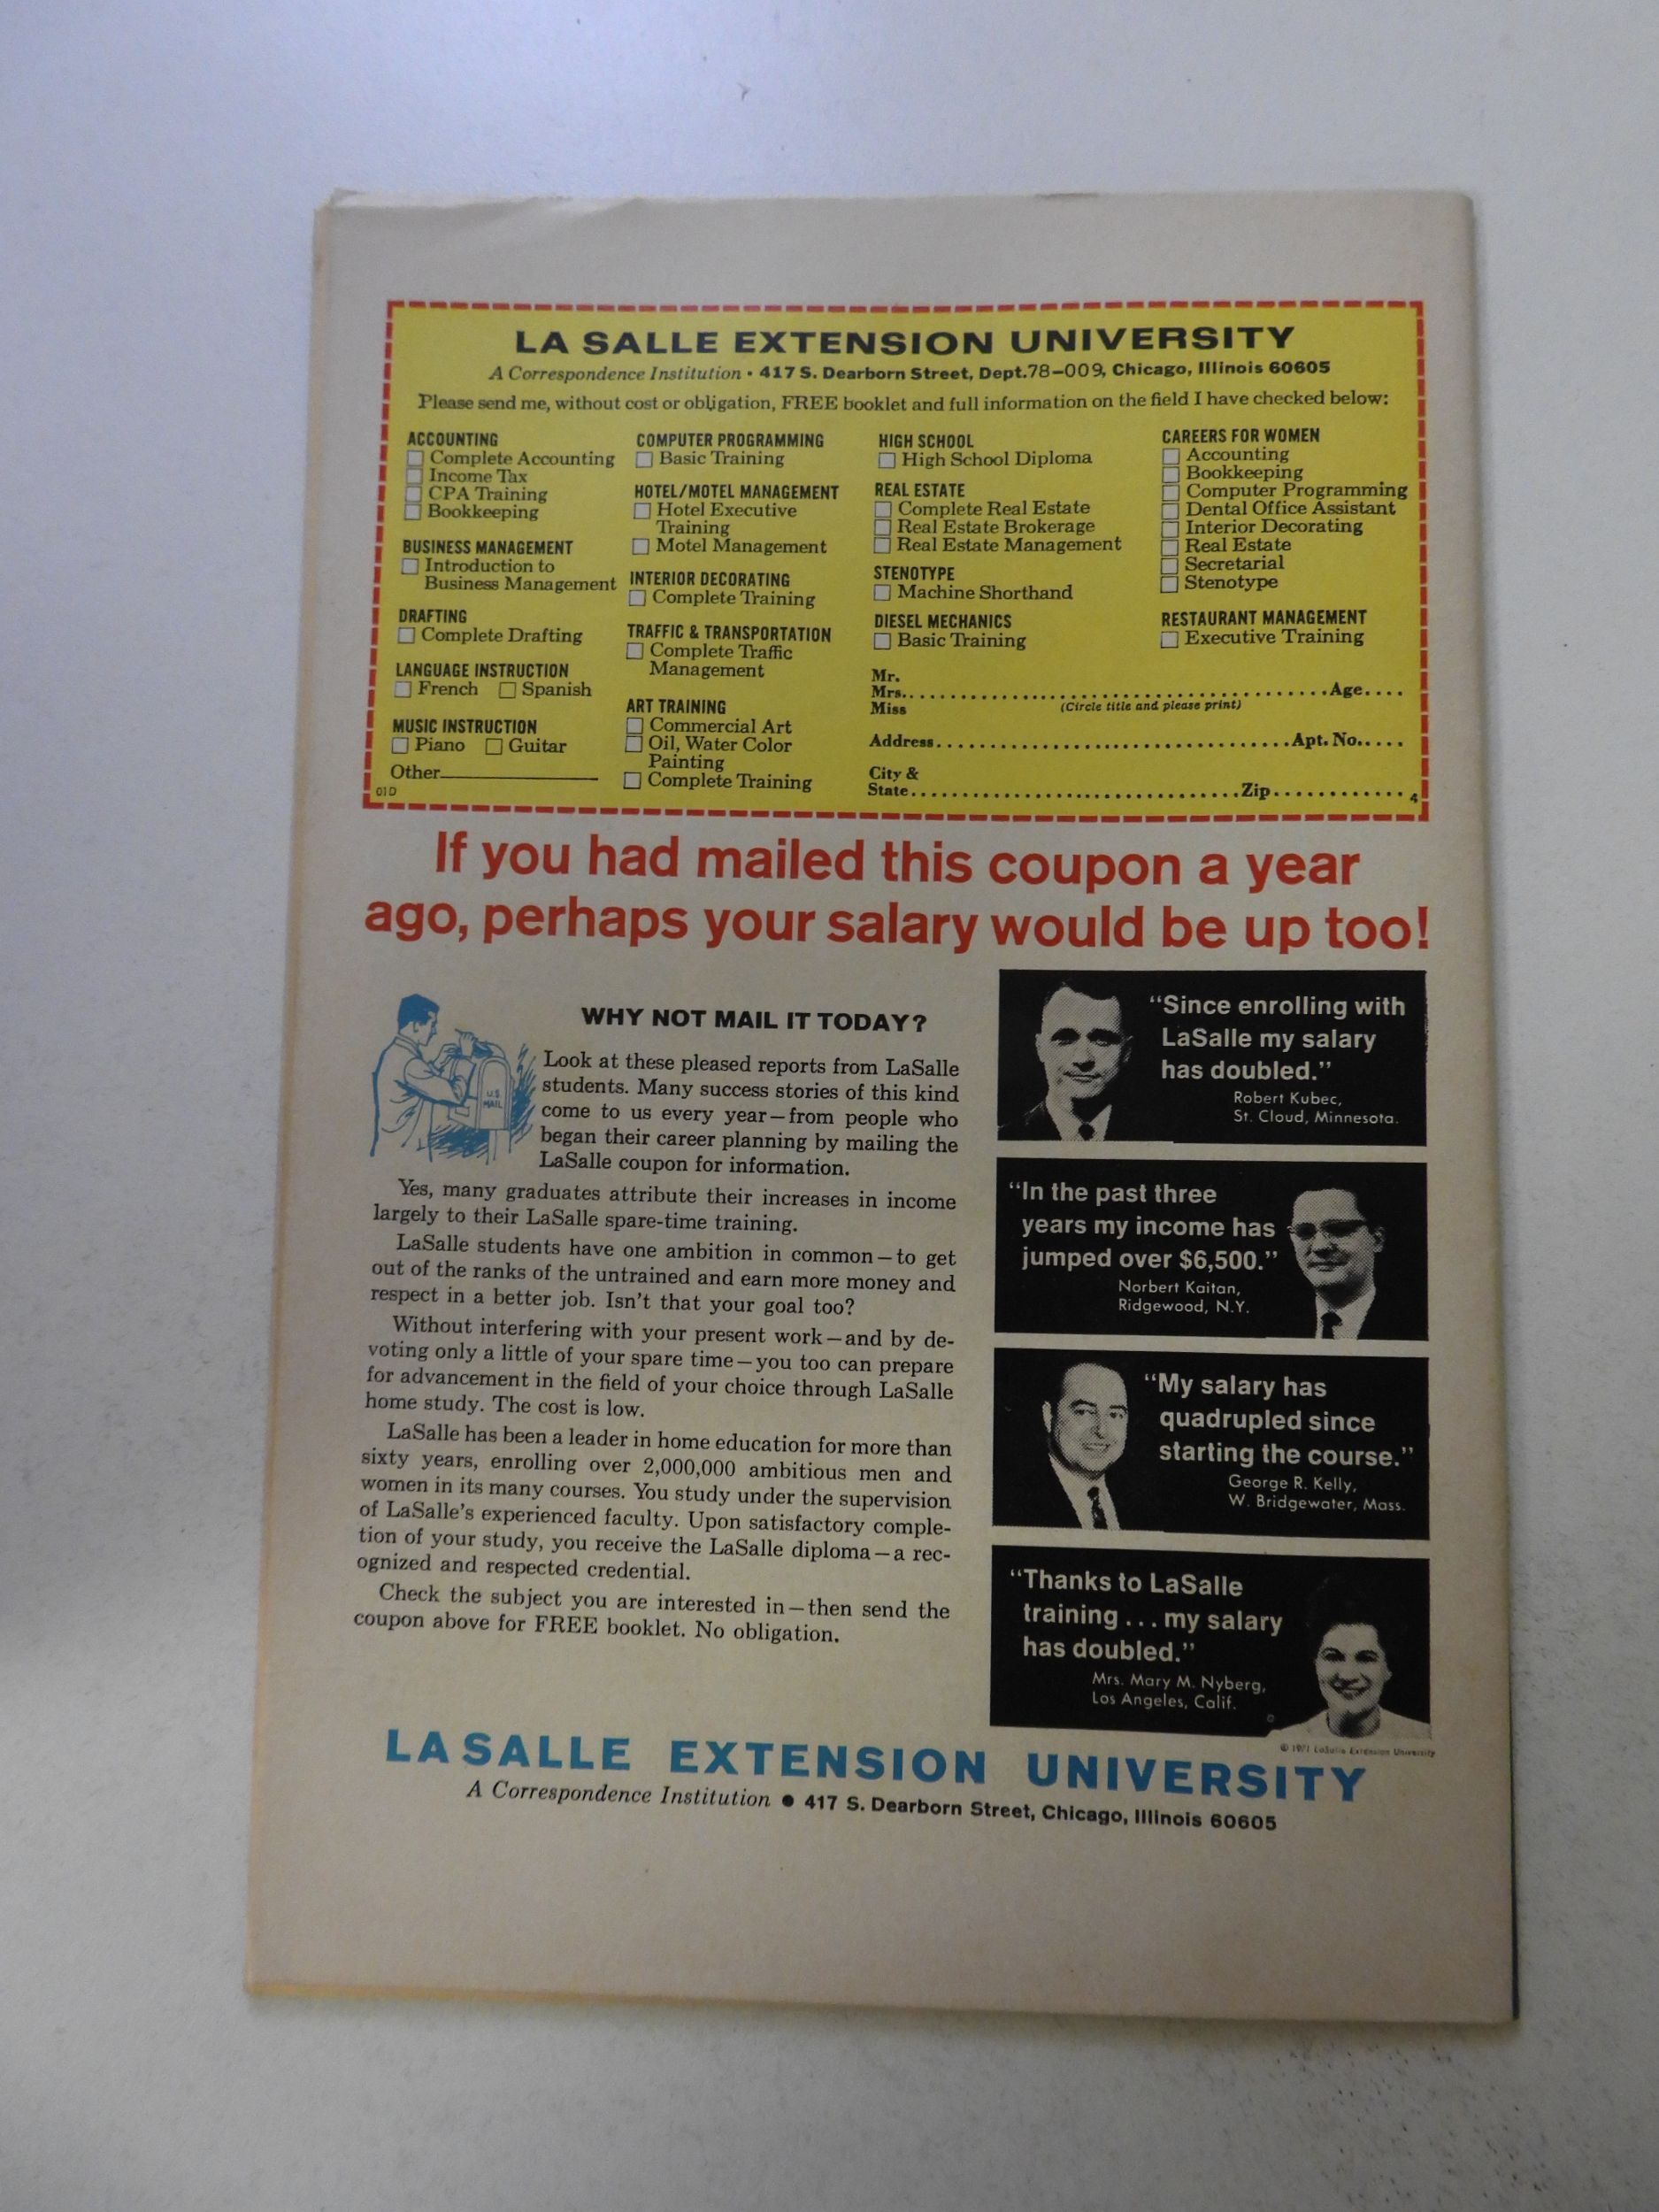 LA SALLE EXTENSION UNIVERSITY
A Correspondence Institution • 417 S. Dearborn Street, Dept.78-009, Chicago, Illinois 60605
Please send me, without cost or obligation, FREE booklet and full information on the field I have checked below:
ACCOUNTING
Complete Accounting
Income Tax
CPA Training
Bookkeeping
BUSINESS MANAGEMENT
Introduction to
Business Management
DRAFTING
Complete Drafting
LANGUAGE INSTRUCTION
French Spanish
MUSIC INSTRUCTION
Piano Guitar
Other
01D
COMPUTER PROGRAMMING
Basic Training
HOTEL/MOTEL MANAGEMENT
Hotel Executive
Training
Motel Management
INTERIOR DECORATING
Complete Training
TRAFFIC & TRANSPORTATION
Complete Traffic
Management
ART TRAINING
Commercial Art
Oil, Water Color
Painting
Complete Training
HIGH SCHOOL
High School Diploma
REAL ESTATE
Complete Real Estate
Real Estate Brokerage
Real Estate Management
STENOTYPE
Machine Shorthand
DIESEL MECHANICS
Basic Training
CAREERS FOR WOMEN
Accounting
Bookkeeping
Computer Programming
Dental Office Assistant
Interior Decorating
Real Estate
Secretarial
Stenotype
RESTAURANT MANAGEMENT
Executive Training
Mr.
Mrs. Age
Miss (Circle title and please print)
Address Apt. No.
City &
State Zip 4
If you had mailed this coupon a year
ago, perhaps your salary would be up too!
WHY NOT MAIL IT TODAY?
U.S.
MAIL
Look at these pleased reports from LaSalle
students. Many success stories of this kind
come to us every year—from people who
began their career planning by mailing the
LaSalle coupon for information.
Yes, many graduates attribute their increases in income
largely to their LaSalle spare-time training.
LaSalle students have one ambition in common—to get
out of the ranks of the untrained and earn more money and
respect in a better job. Isn't that your goal too?
Without interfering with your present work—and by de-
voting only a little of your spare time—you too can prepare
for advancement in the field of your choice through LaSalle
home study. The cost is low.
LaSalle has been a leader in home education for more than
sixty years, enrolling over 2,000,000 ambitious men and
women in its many courses. You study under the supervision
of LaSalle's experienced faculty. Upon satisfactory comple-
tion of your study, you receive the LaSalle diploma—a rec-
ognized and respected credential.
Check the subject you are interested in—then send the
coupon above for FREE booklet. No obligation.
"Since enrolling with
LaSalle my salary
has doubled."
Robert Kubec,
St. Cloud, Minnesota.
"In the past three
years my income has
jumped over $6,500."
Norbert Kaitan,
Ridgewood, N.Y.
"My salary has
quadrupled since
starting the course."
George R. Kelly,
W. Bridgewater, Mass.
"Thanks to LaSalle
training . . . my salary
has doubled."
Mrs. Mary M. Nyberg,
Los Angeles, Calif.
© 1971 LaSalle Extension University
LA SALLE EXTENSION UNIVERSITY
A Correspondence Institution • 417 S. Dearborn Street, Chicago, Illinois 60605